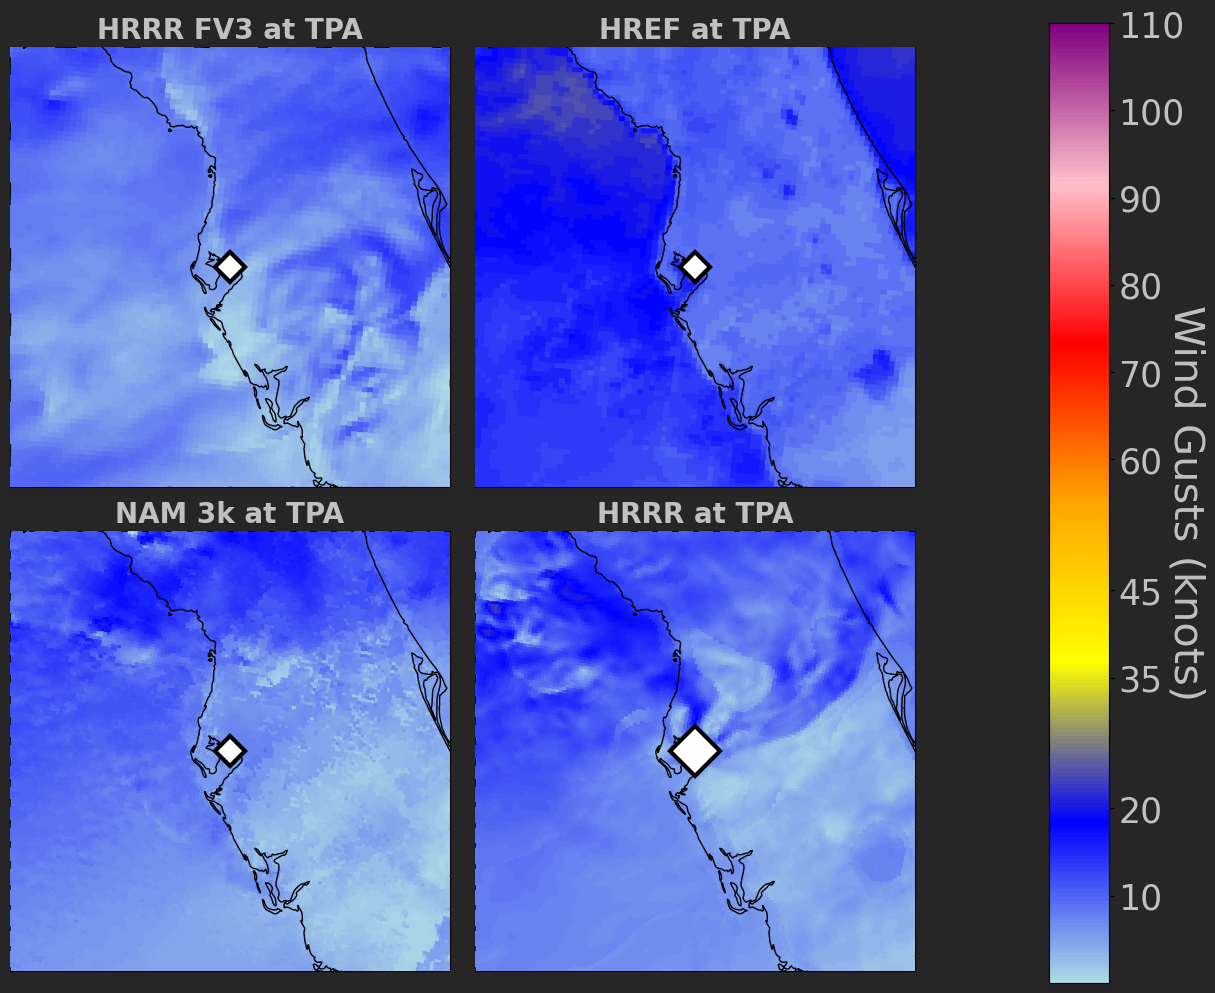 HRRR FV3 at TPA
HREF at TPA
NAM 3k at TPA
HRRR at TPA
110
100
90
80
70
60
45
35
20
10
Wind Gusts (knots)